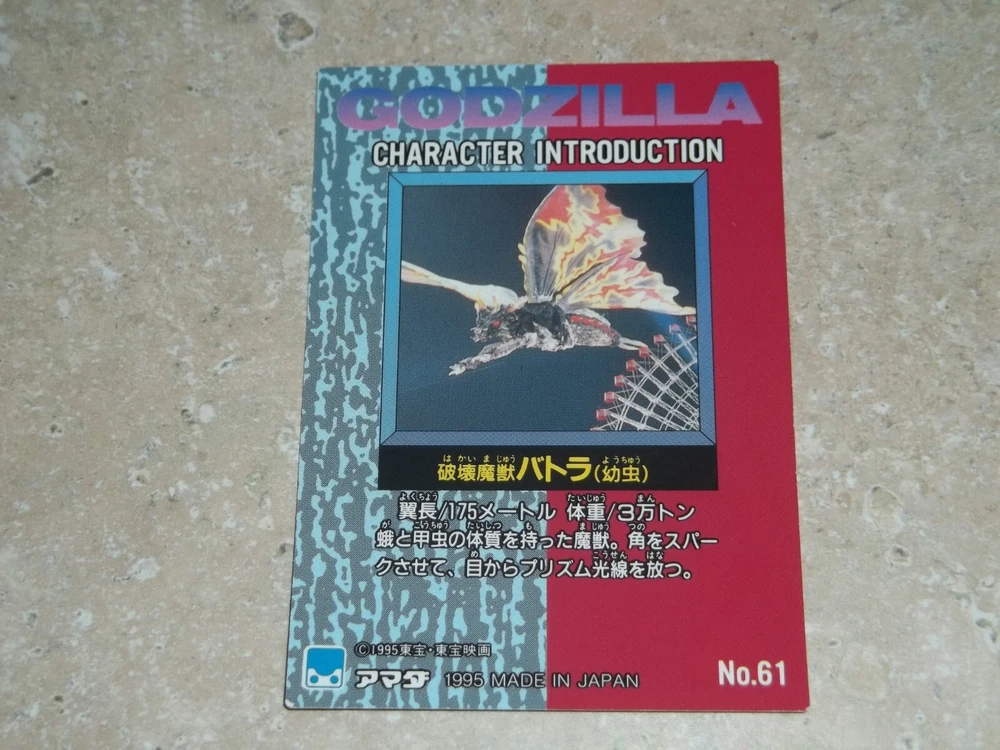 GODZILLA
CHARACTER INTRODUCTION
破壊魔獣バトラ(幼虫)
翼長/175メートル 体重/3万トン
蛾と甲虫の体質を持った魔獣。角をスパー
クさせて、目からプリズム光線を放つ。
©1995東宝・東宝映画
アマダ 1995 MADE IN JAPAN
No.61